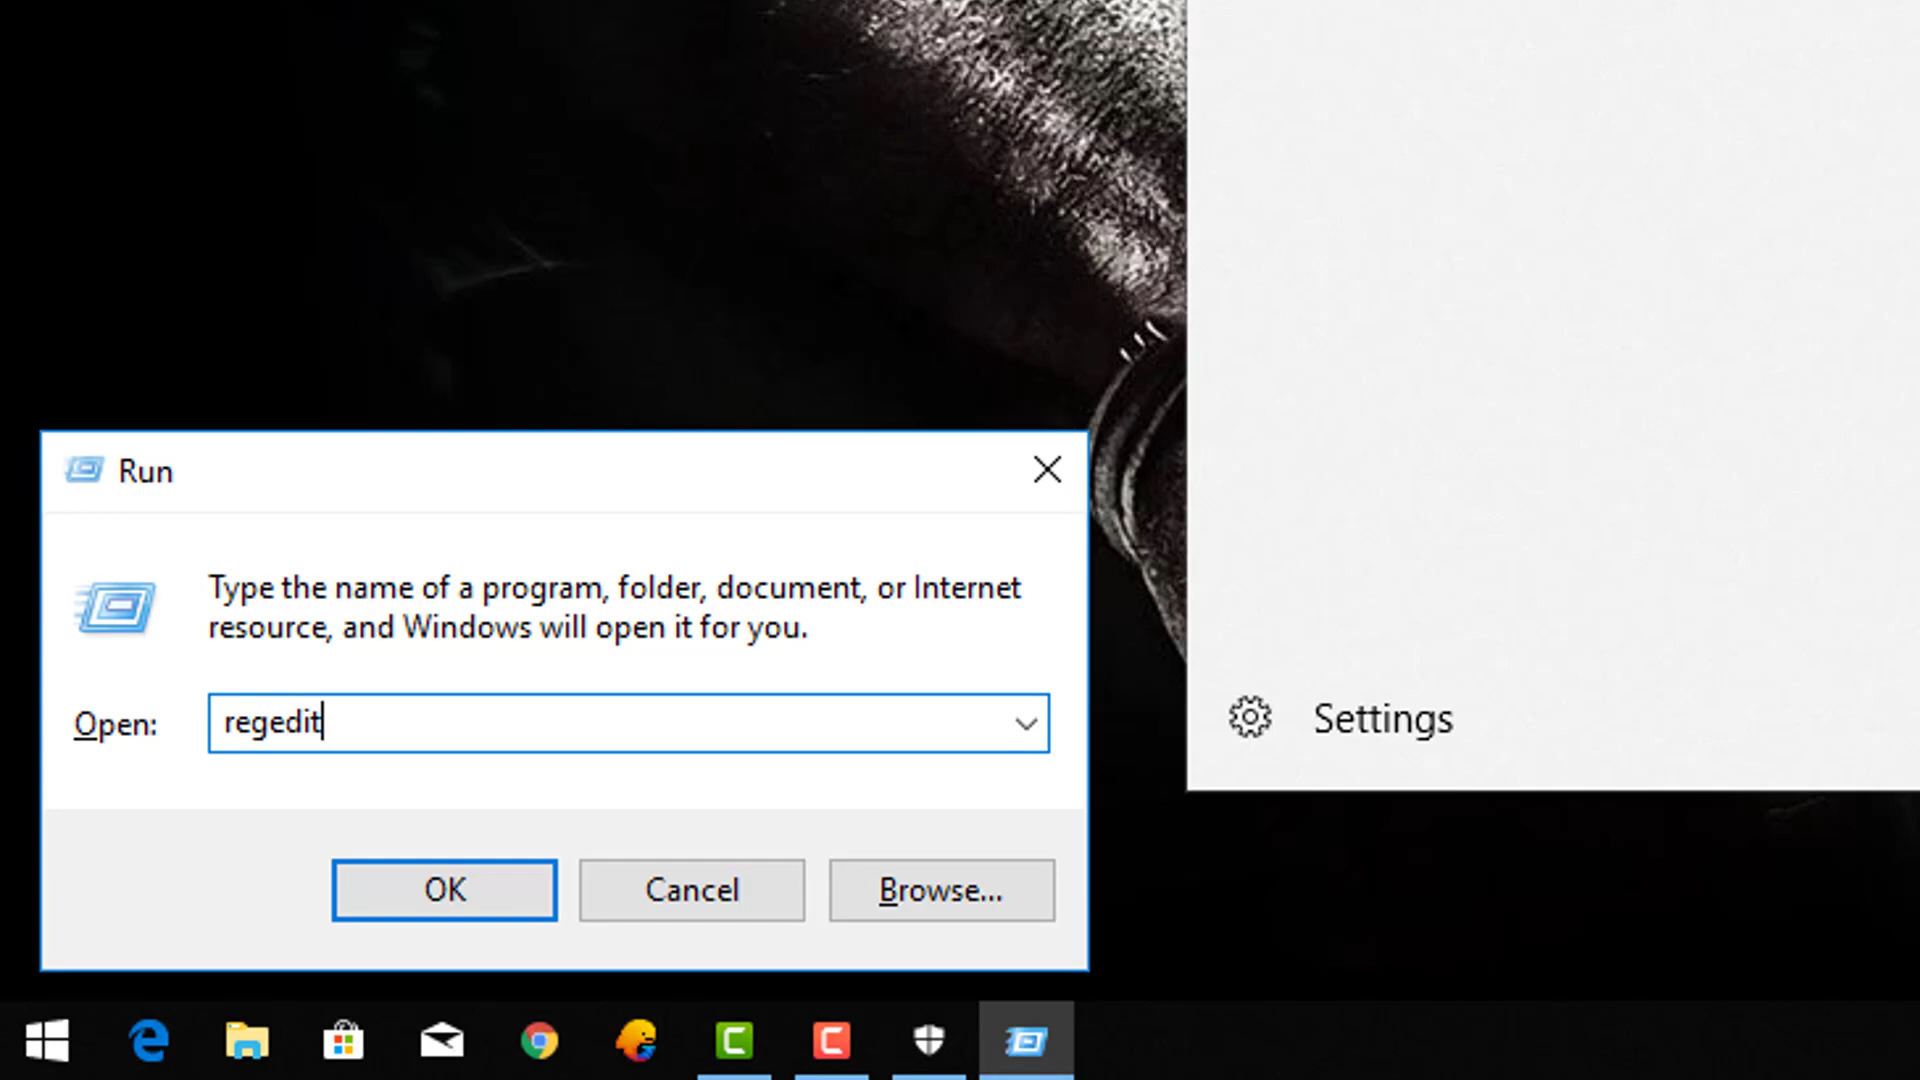 Run
Type the name of a program, folder, document, or Internet
resource, and Windows will open it for you.
Open:
regedit
Settings
OK
Cancel
Browse...